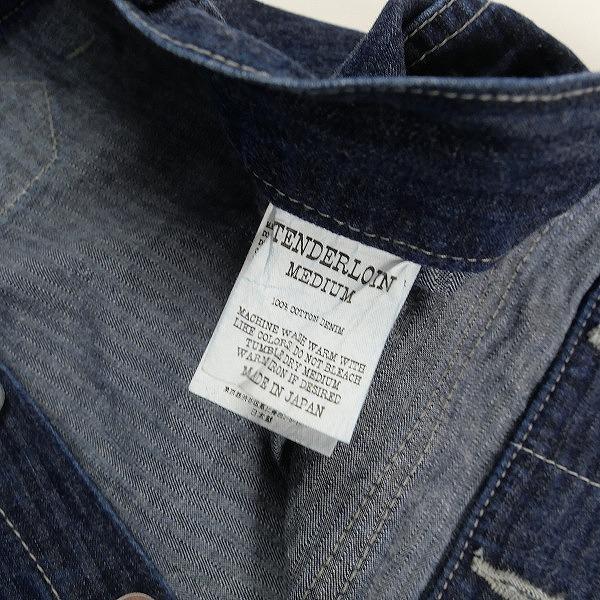 TENDERLOIN
MEDIUM
100% COTTON DENIM
MACHINE WASH WARM WITH
LIKE COLORS DO NOT BLEACH
TUMBLE DRY MEDIUM
WARM IRON IF DESIRED
MADE IN JAPAN
日本製